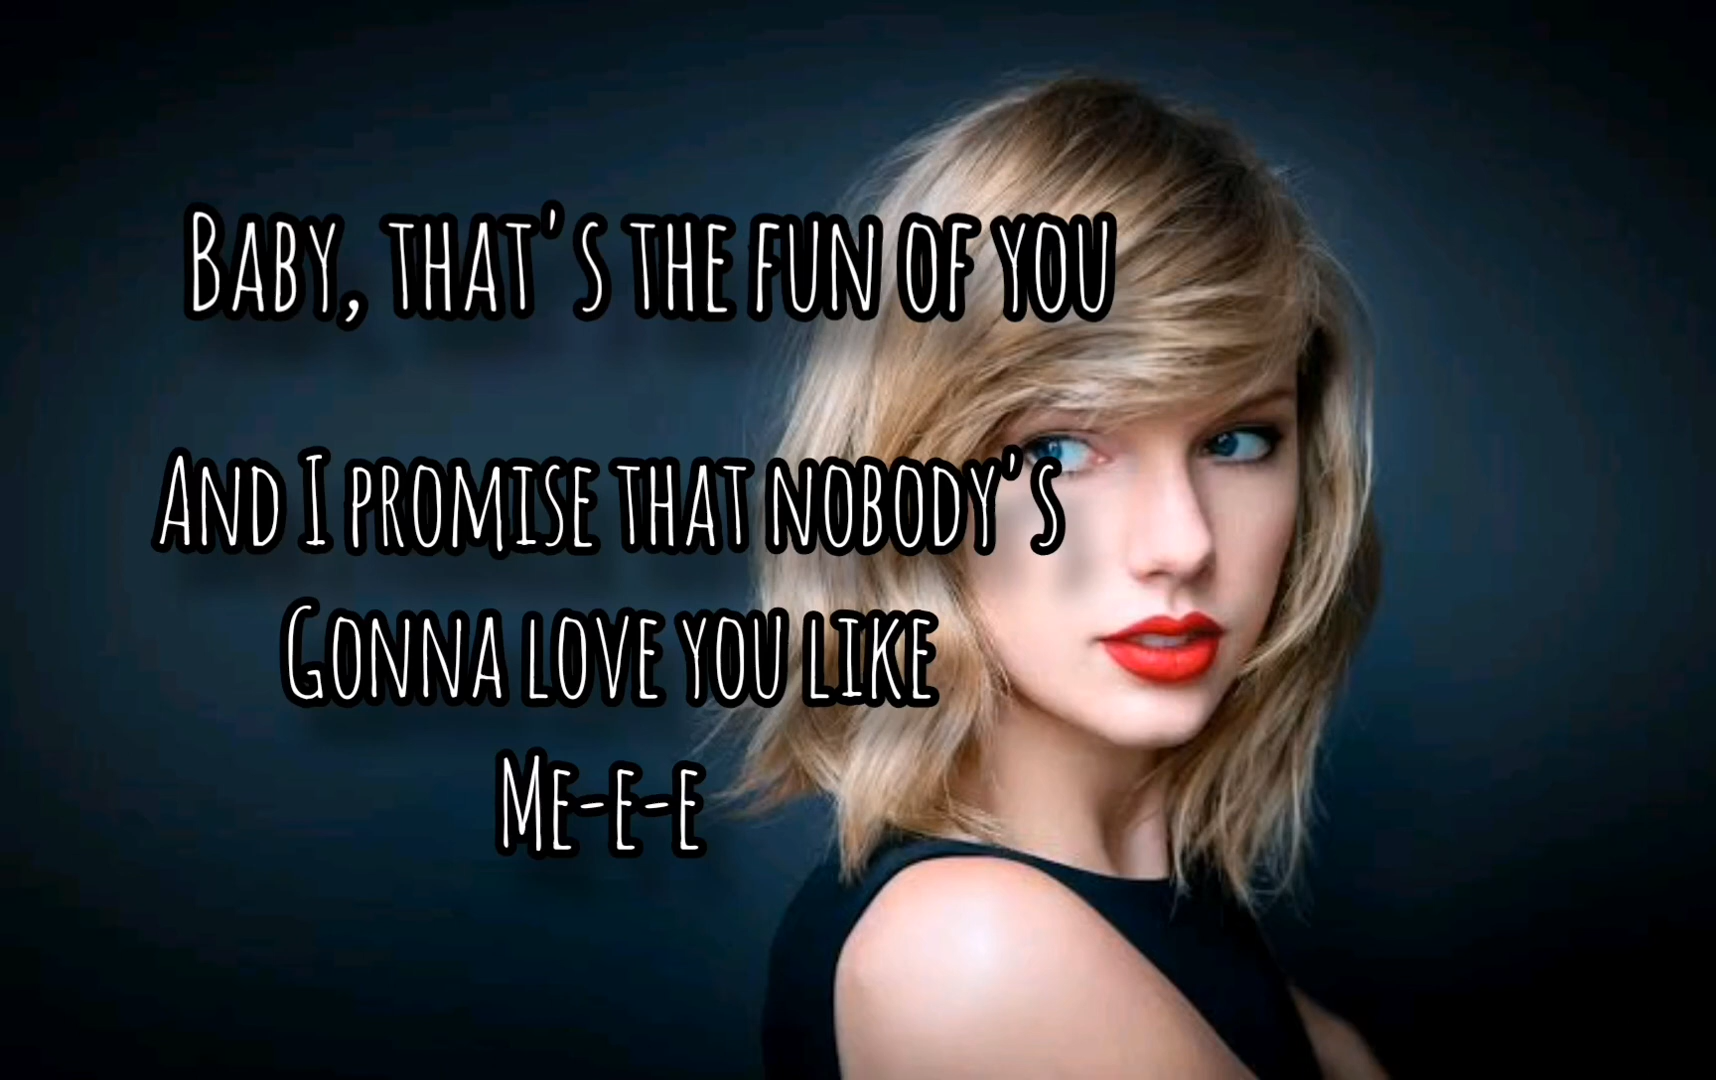 Baby, that's the fun of you
And I promise that nobody's
Gonna love you like
Me-e-e